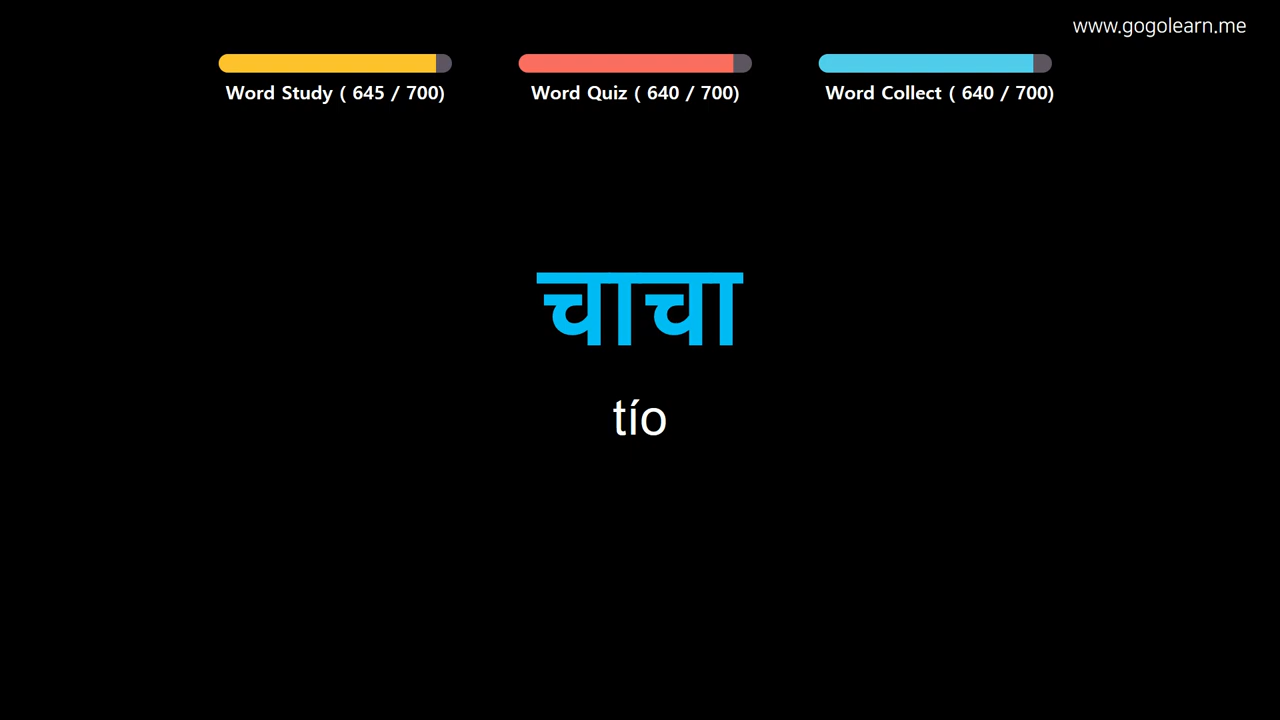 www.gogolearn.me
Word Study ( 645 / 700)
Word Quiz ( 640 / 700)
Word Collect ( 640 / 700)
चाचा
tío